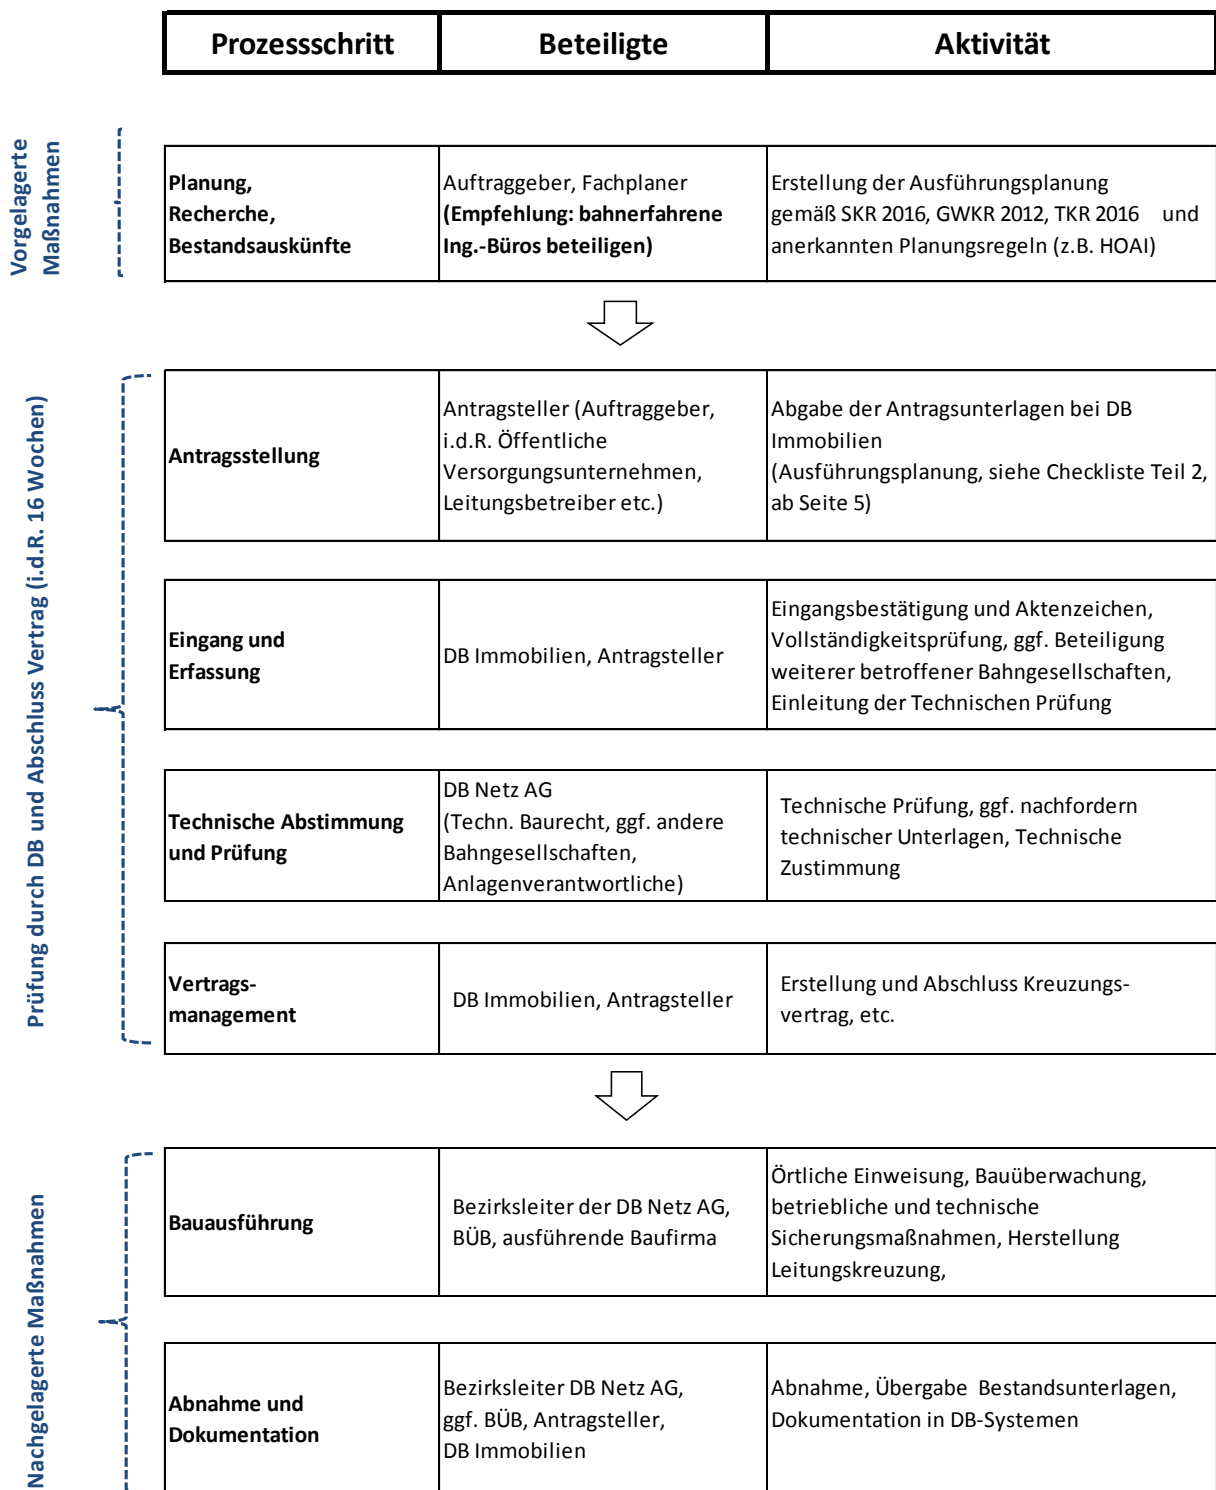 Prozessschritt
Beteiligte
Aktivität
Vorgelagerte
Maßnahmen
Planung,
Recherche,
Bestandsauskünfte
Auftraggeber, Fachplaner
(Empfehlung: bahnerfahrene
Ing.-Büros beteiligen)
Erstellung der Ausführungsplanung
gemäß SKR 2016, GWKR 2012, TKR 2016 und
anerkannten Planungsregeln (z.B. HOAI)
Prüfung durch DB und Abschluss Vertrag (i.d.R. 16 Wochen)
Antragsstellung
Antragsteller (Auftraggeber,
i.d.R. Öffentliche
Versorgungsunternehmen,
Leitungsbetreiber etc.)
Abgabe der Antragsunterlagen bei DB
Immobilien
(Ausführungsplanung, siehe Checkliste Teil 2,
ab Seite 5)
Eingang und
Erfassung
DB Immobilien, Antragsteller
Eingangsbestätigung und Aktenzeichen,
Vollständigkeitsprüfung, ggf. Beteiligung
weiterer betroffener Bahngesellschaften,
Einleitung der Technischen Prüfung
Technische Abstimmung
und Prüfung
DB Netz AG
(Techn. Baurecht, ggf. andere
Bahngesellschaften,
Anlagenverantwortliche)
Technische Prüfung, ggf. nachfordern
technischer Unterlagen, Technische
Zustimmung
Vertrags-
management
DB Immobilien, Antragsteller
Erstellung und Abschluss Kreuzungs-
vertrag, etc.
Nachgelagerte Maßnahmen
Bauausführung
Bezirksleiter der DB Netz AG,
BÜB, ausführende Baufirma
Örtliche Einweisung, Bauüberwachung,
betriebliche und technische
Sicherungsmaßnahmen, Herstellung
Leitungskreuzung,
Abnahme und
Dokumentation
Bezirksleiter DB Netz AG,
ggf. BÜB, Antragsteller,
DB Immobilien
Abnahme, Übergabe Bestandsunterlagen,
Dokumentation in DB-Systemen